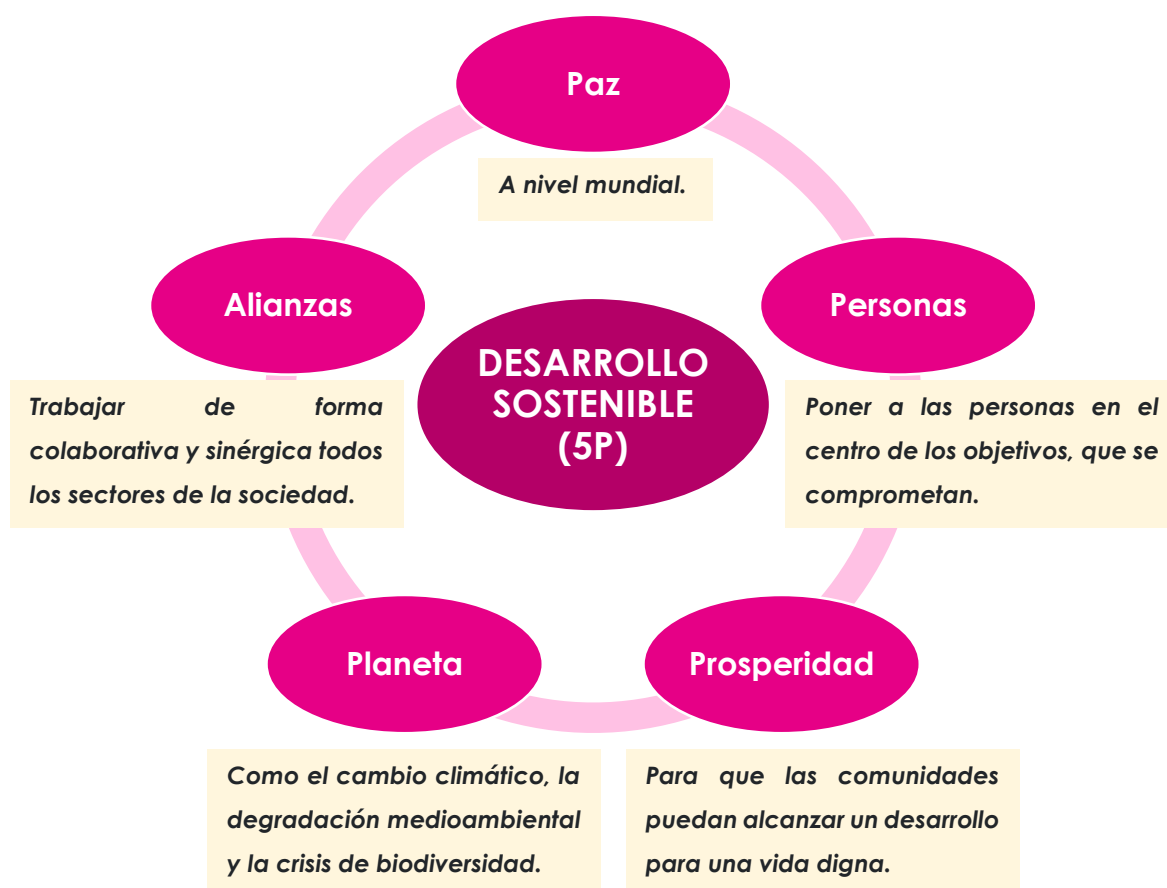 Paz
A nivel mundial.
Alianzas
Trabajar de forma
colaborativa y sinérgica todos
los sectores de la sociedad.
DESARROLLO
SOSTENIBLE
(5P)
Personas
Poner a las personas en el
centro de los objetivos, que se
comprometan.
Planeta
Como el cambio climático, la
degradación medioambiental
y la crisis de biodiversidad.
Prosperidad
Para que las comunidades
puedan alcanzar un desarrollo
para una vida digna.